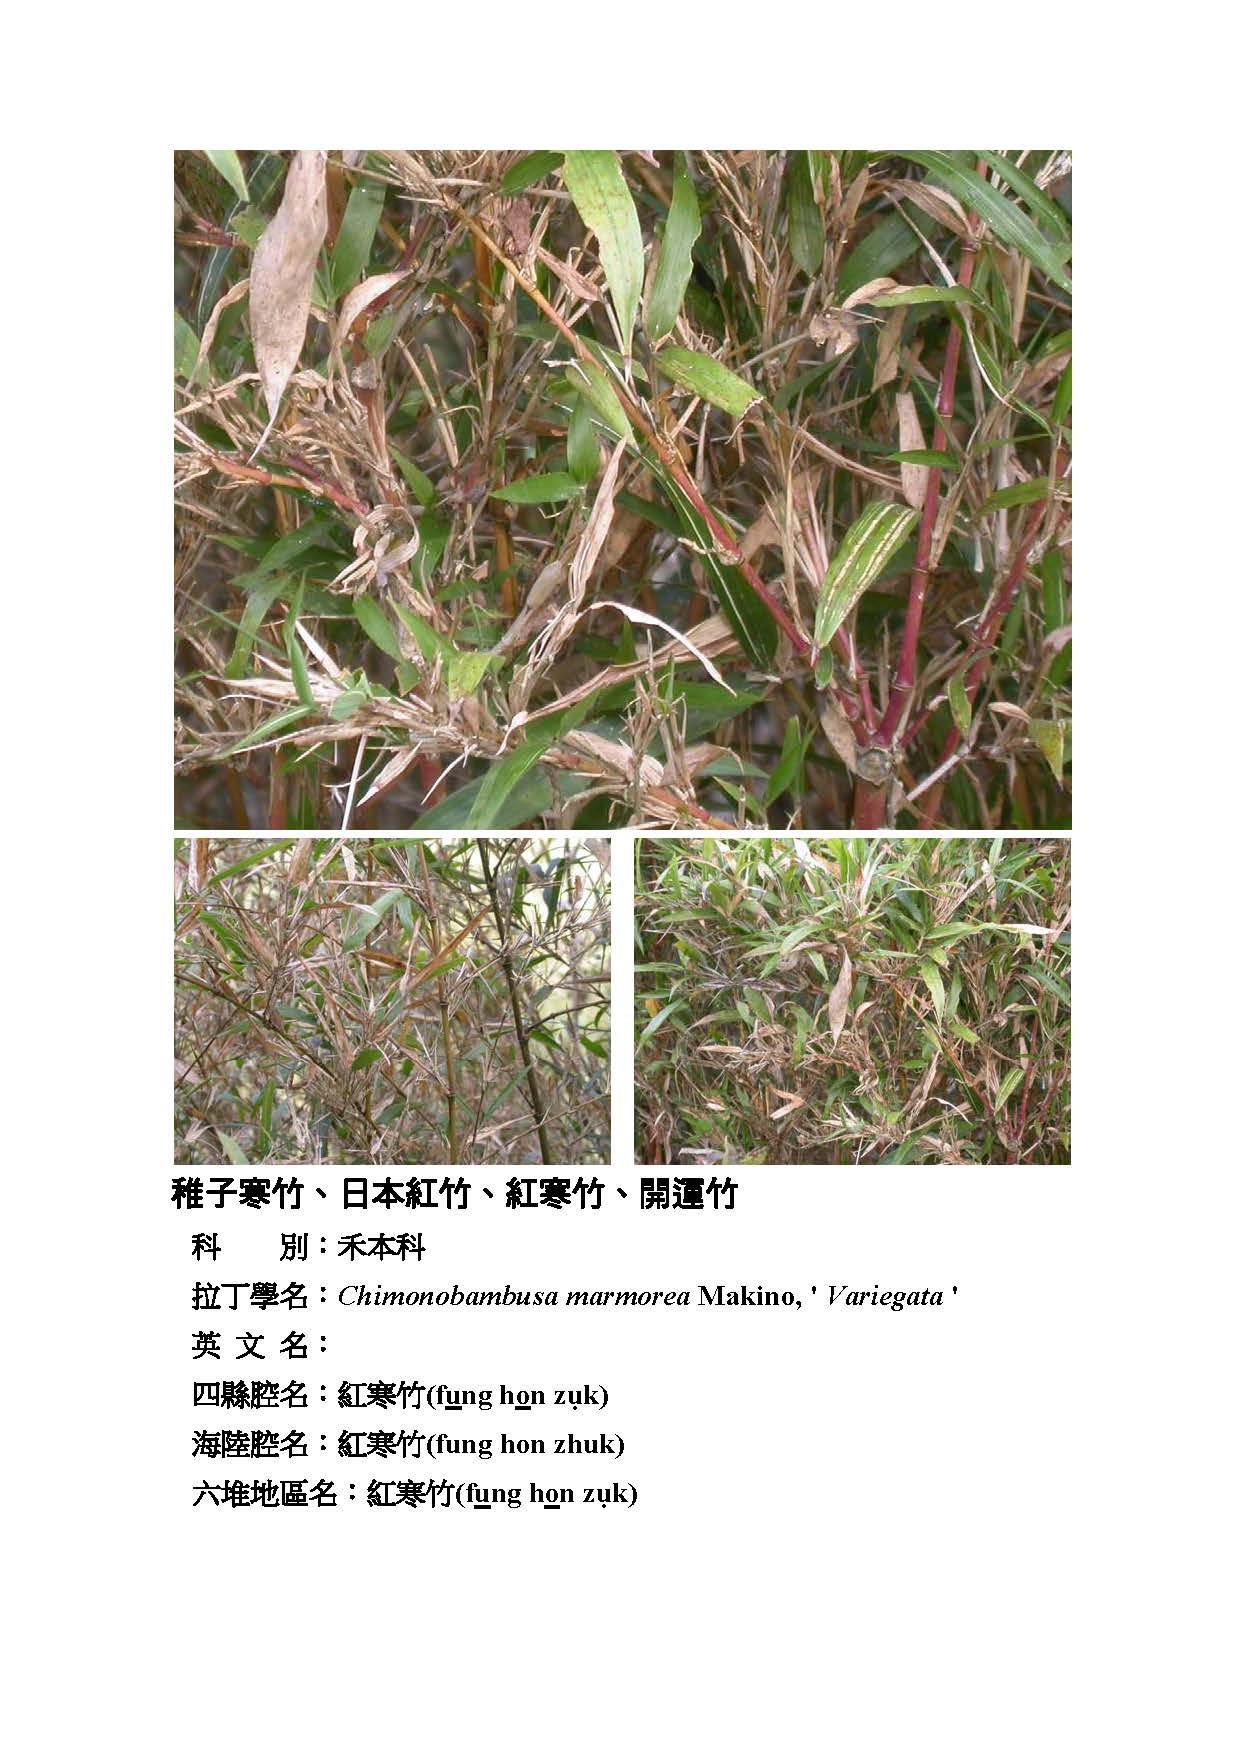 稚子寒竹、日本紅竹、紅寒竹、開運竹
科　　別：禾本科
拉丁學名：Chimonobambusa marmorea Makino, ' Variegata '
英 文 名：
四縣腔名：紅寒竹(fu̲ng ho̲n zụk)
海陸腔名：紅寒竹(fung hon zhuk)
六堆地區名：紅寒竹(fu̲ng ho̲n zụk)